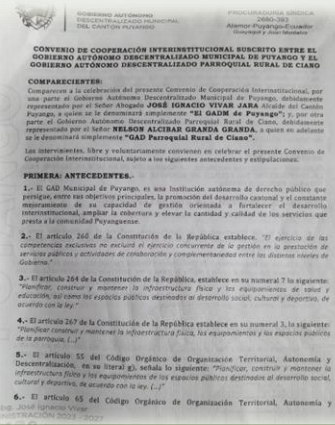 GOBIERNO AUTÓNOMO
DESCENTRALIZADO MUNICIPAL
DEL CANTÓN PUYANGO
PROCURADURÍA SÍNDICA
2680-393
Alamor-Puyango-Ecuador
CONVENIO DE COOPERACIÓN INTERINSTITUCIONAL SUSCRITO ENTRE EL
GOBIERNO AUTÓNOMO DESCENTRALIZADO MUNICIPAL DE PUYANGO Y EL
GOBIERNO AUTÓNOMO DESCENTRALIZADO PARROQUIAL RURAL DE CIANO.
COMPARECIENTES:
Comparecen a la celebración del presente Convenio de Cooperación Interinstitucional, por
una parte el Gobierno Autónomo Descentralizado Municipal de Puyango, debidamente
representado por el Señor Abogado JOSÉ IGNACIO VIVAR JARA Alcalde del Cantón
Puyango, a quien se le denominará simplemente "El GADM de Puyango"; y, por otra
parte el Gobierno Autónomo Descentralizado Parroquial Rural de Ciano, debidamente
representado por el Señor NELSON ALCIBAR GRANDA GRANDA, a quien en adelante
se le denominará simplemente "GAD Parroquial Rural de Ciano".
Los intervinientes, libre y voluntariamente convienen en celebrar el presente Convenio de
Cooperación Interinstitucional, sujeto a los siguientes antecedentes y estipulaciones.
PRIMERA: ANTECEDENTES.-
1.- El GAD Municipal de Puyango, es una Institución autónoma de derecho público que
persigue, entre sus objetivos principales, la promoción del desarrollo cantonal y el constante
mejoramiento de su capacidad de gestión orientada a fortalecer el desarrollo
interinstitucional, ampliar la cobertura y elevar la cantidad y calidad de los servicios que
presta a la comunidad Puyanguense.
2.- El artículo 260 de la Constitución de la República establece. "El ejercicio de las
competencias exclusivas no excluirá el ejercicio concurrente de la gestión en la prestación de
servicios públicos y actividades de colaboración y complementariedad entre los distintos niveles de
Gobierno."
3.- El artículo 264 de la Constitución de la República, establece en su numeral 7 lo siguiente:
"Planificar, construir y mantener la infraestructura física y los equipamientos de salud y
educación, así como los espacios públicos destinados al desarrollo social, cultural y deportivo, de
acuerdo con la ley."
4.- El artículo 267 de la Constitución de la República establece en su numeral 3, lo siguiente:
"Planificar construir y mantener la infraestructura física, los equipamientos y los espacios públicos
de la parroquia, (...)"
5.- El artículo 55 del Código Orgánico de Organización Territorial, Autonomía y
Descentralización, en su literal g), señala lo siguiente: "Planificar, construir y mantener la
infraestructura física y los equipamientos de los espacios públicos destinados al desarrollo social,
cultural y deportivo, de acuerdo con la ley. (...)"
6.- El artículo 65 del Código Orgánico de Organización Territorial, Autonomía y
José Ignacio Vivar
2023 - 2027